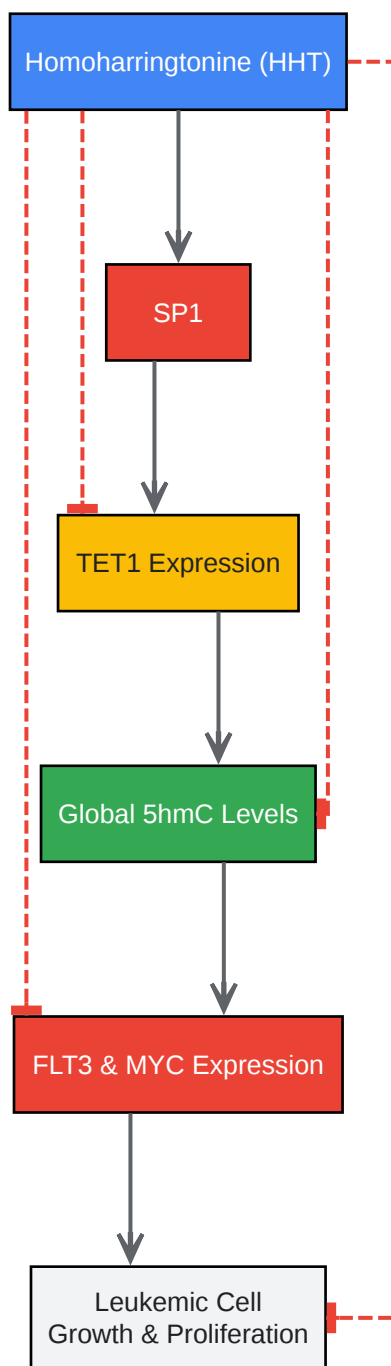 Homoharringtonine (HHT)
SP1
TET1 Expression
Global 5hmC Levels
FLT3 & MYC Expression
Leukemic Cell
Growth & Proliferation